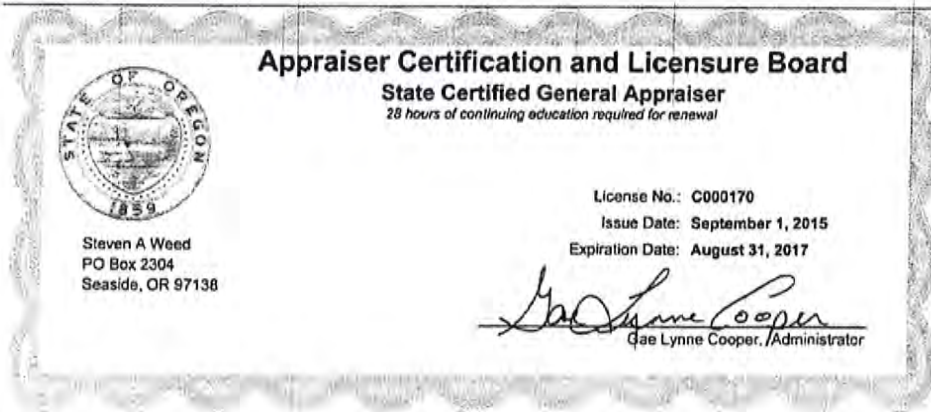 Appraiser Certification and Licensure Board
State Certified General Appraiser
28 hours of continuing education required for renewal
STATE OF OREGON
1859
License No.: C000170
Issue Date: September 1, 2015
Expiration Date: August 31, 2017
Steven A Weed
PO Box 2304
Seaside, OR 97138
Gae Lynne Cooper
Gae Lynne Cooper, Administrator